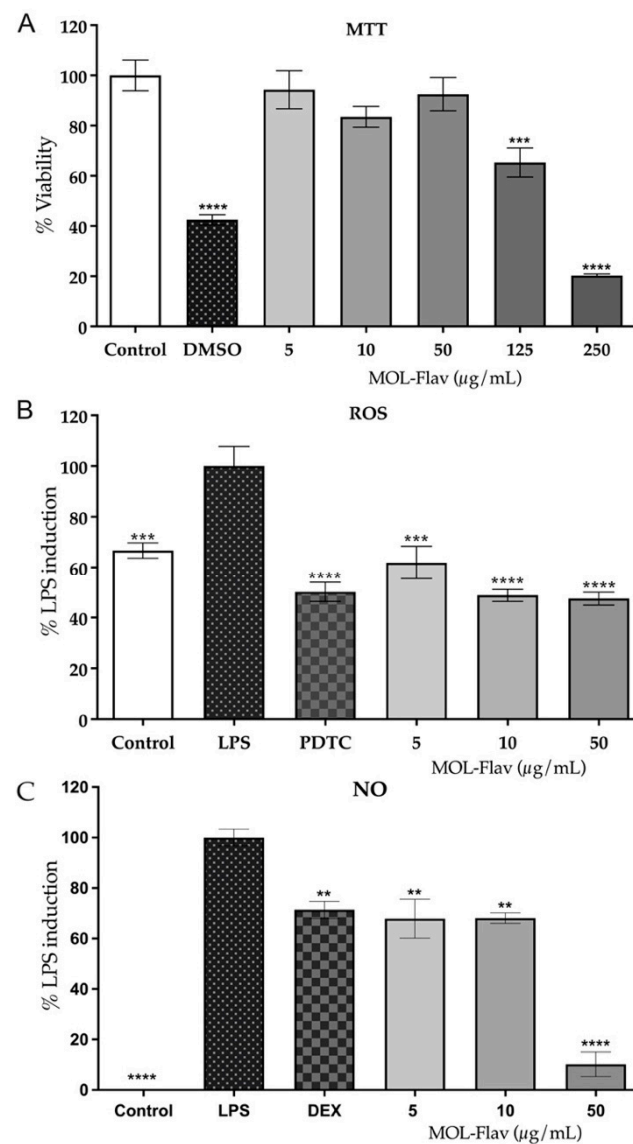 A
MTT
% Viability
120
100
80
60
40
20
0
****
***
****
Control DMSO 5 10 50 125 250
MOL-Flav (µg/mL)
B
ROS
% LPS induction
120
100
80
60
40
20
0
***
****
***
****
****
Control LPS PDTC 5 10 50
MOL-Flav (µg/mL)
C
NO
% LPS induction
120
100
80
60
40
20
0
****
**
**
**
****
Control LPS DEX 5 10 50
MOL-Flav (µg/mL)